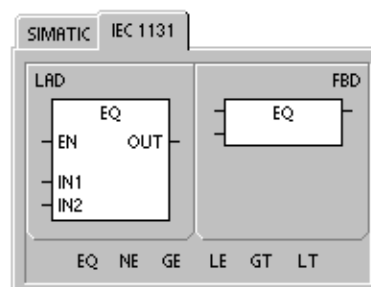 SIMATIC IEC 1131
LAD FBD
EQ EQ
EN OUT
IN1
IN2
EQ NE GE LE GT LT